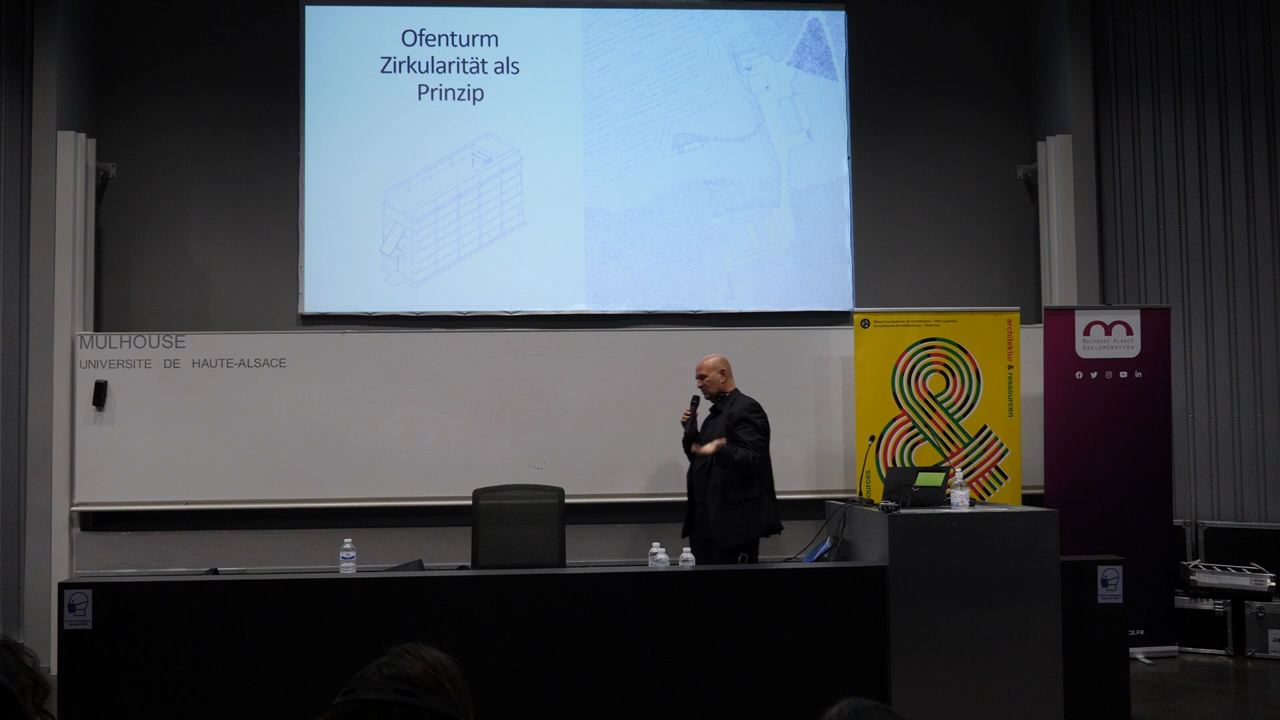 Ofenturm
Zirkularität als
Prinzip
MULHOUSE
UNIVERSITE DE HAUTE-ALSACE
architektur & ressourcen
&
MULHOUSE ALSACE
AGGLOMÉRATION